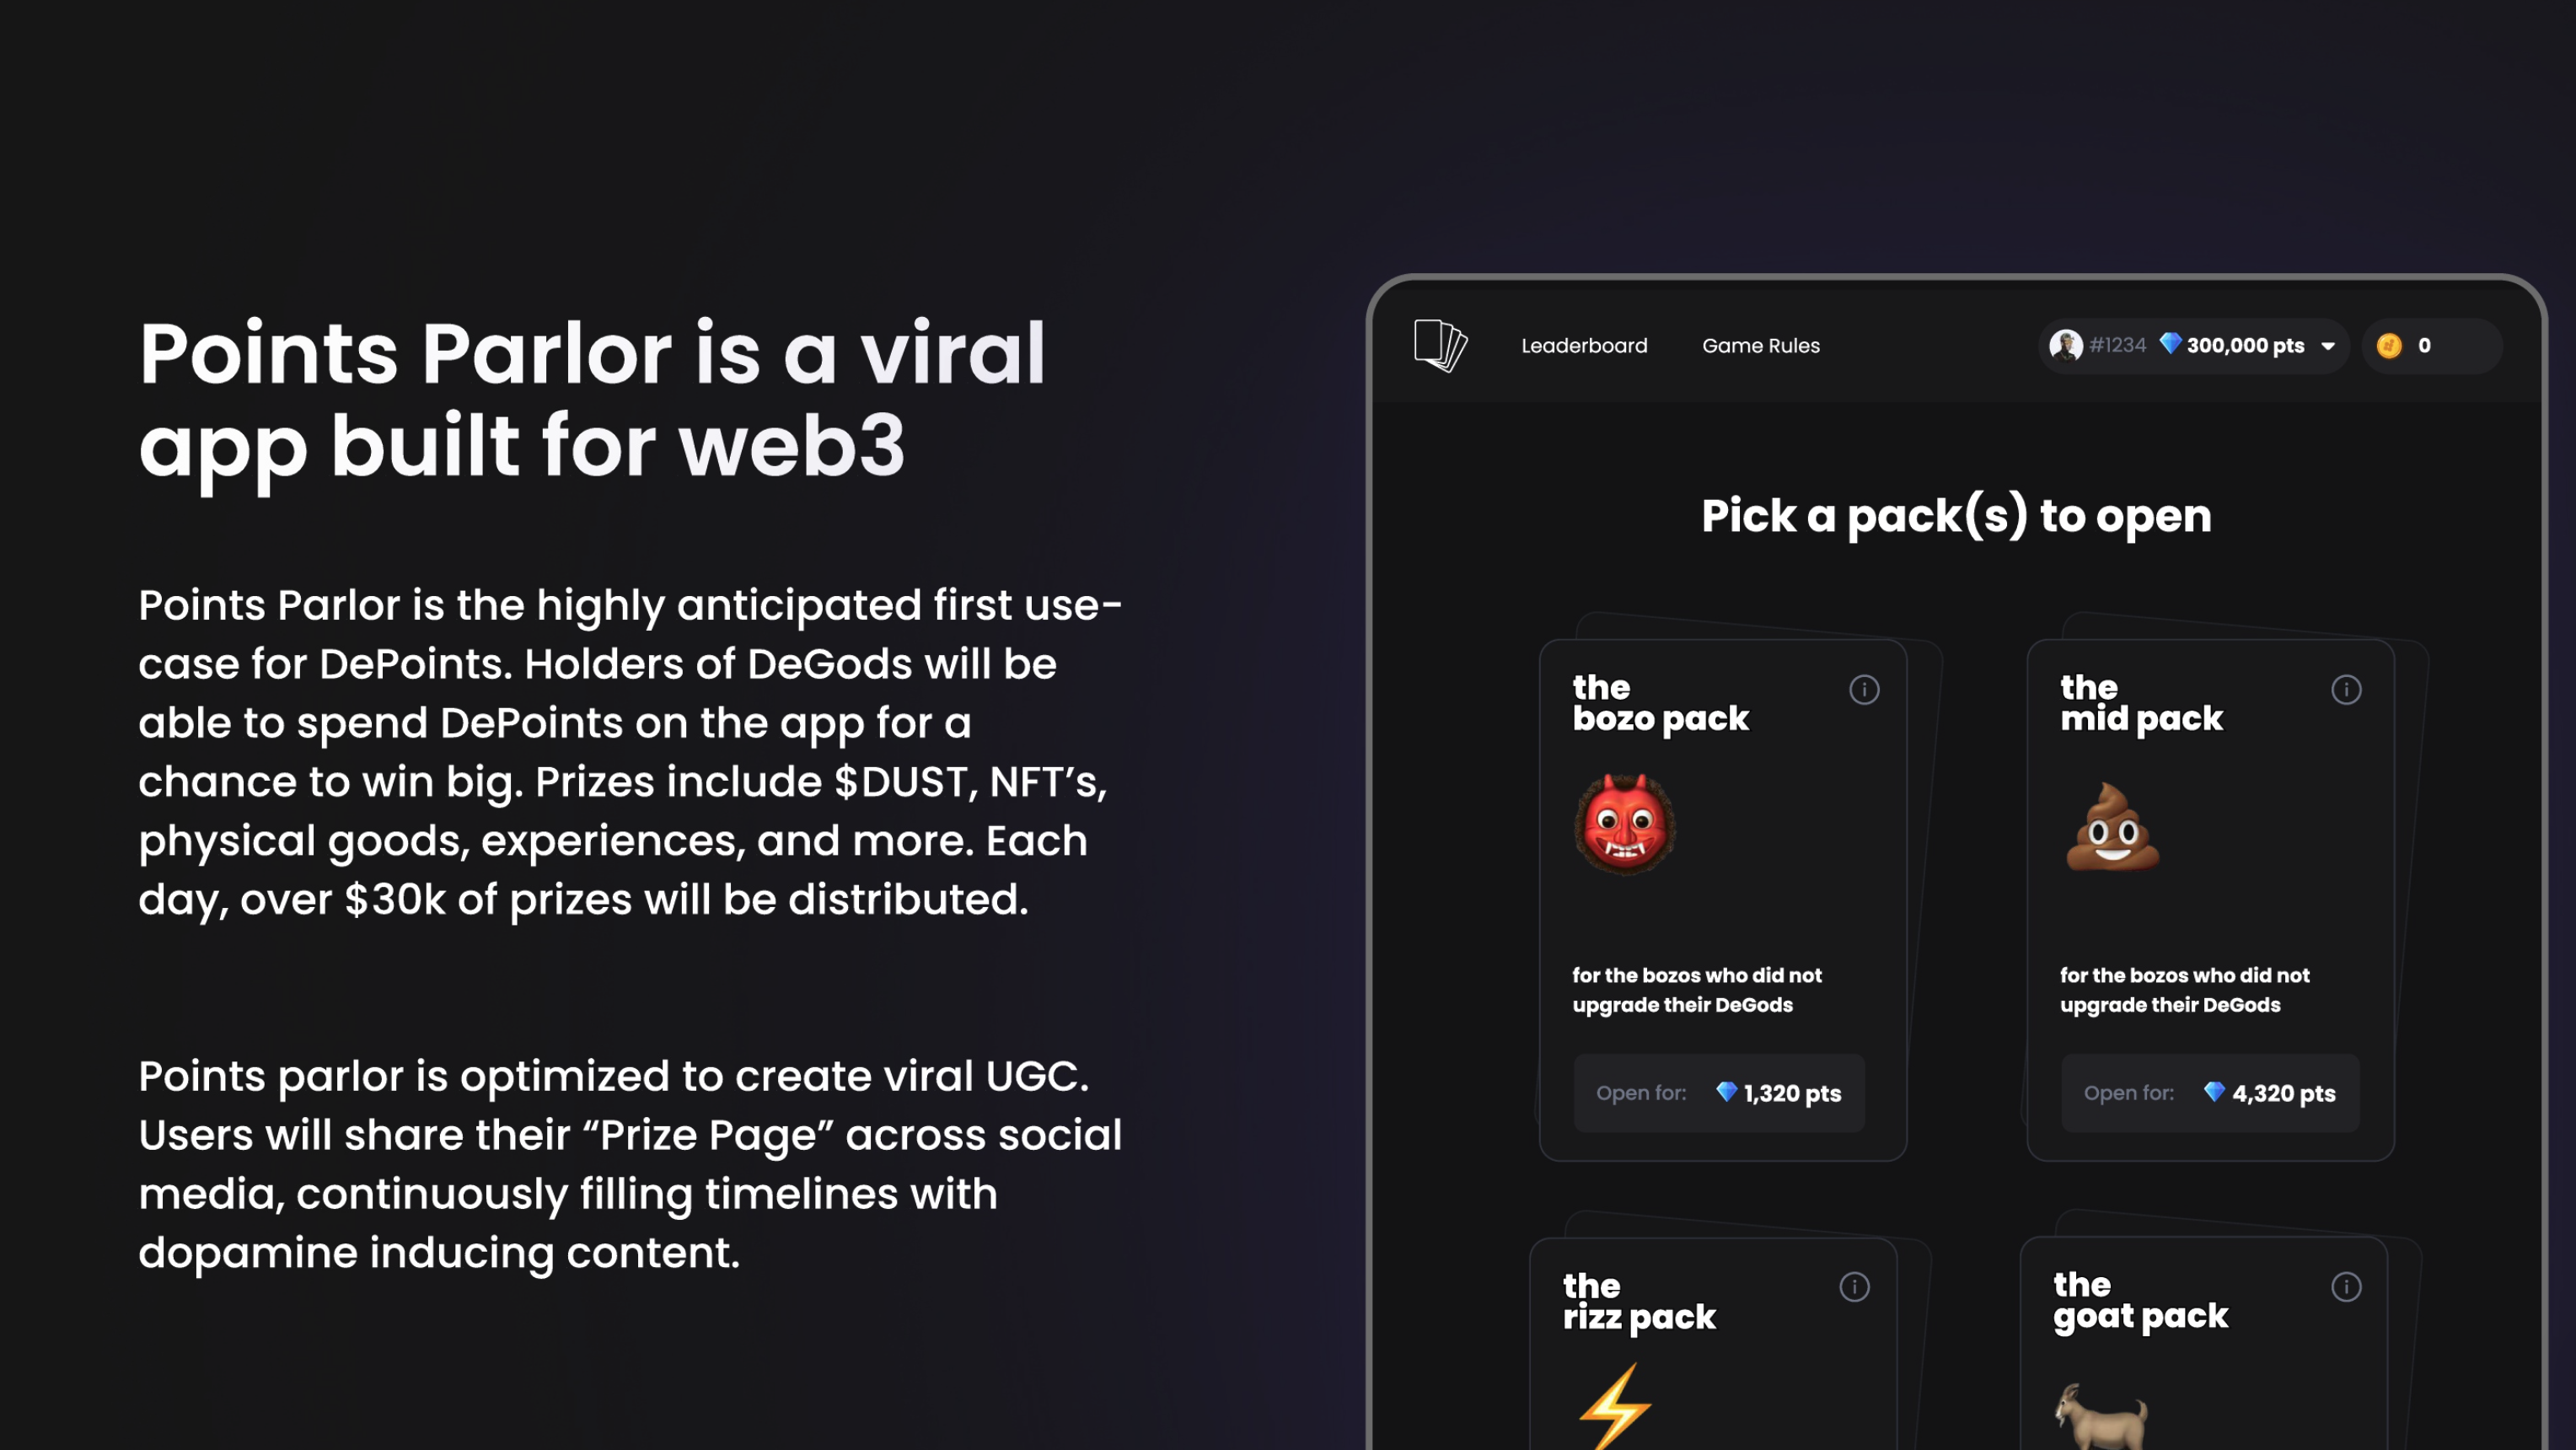 Points Parlor is a viral
app built for web3
Points Parlor is the highly anticipated first use-
case for DePoints. Holders of DeGods will be
able to spend DePoints on the app for a
chance to win big. Prizes include $DUST, NFT’s,
physical goods, experiences, and more. Each
day, over $30k of prizes will be distributed.
Points parlor is optimized to create viral UGC.
Users will share their “Prize Page” across social
media, continuously filling timelines with
dopamine inducing content.
Leaderboard
Game Rules
#1234 300,000 pts
0
Pick a pack(s) to open
the
bozo pack
for the bozos who did not
upgrade their DeGods
Open for: 1,320 pts
the
mid pack
for the bozos who did not
upgrade their DeGods
Open for: 4,320 pts
the
rizz pack
the
goat pack